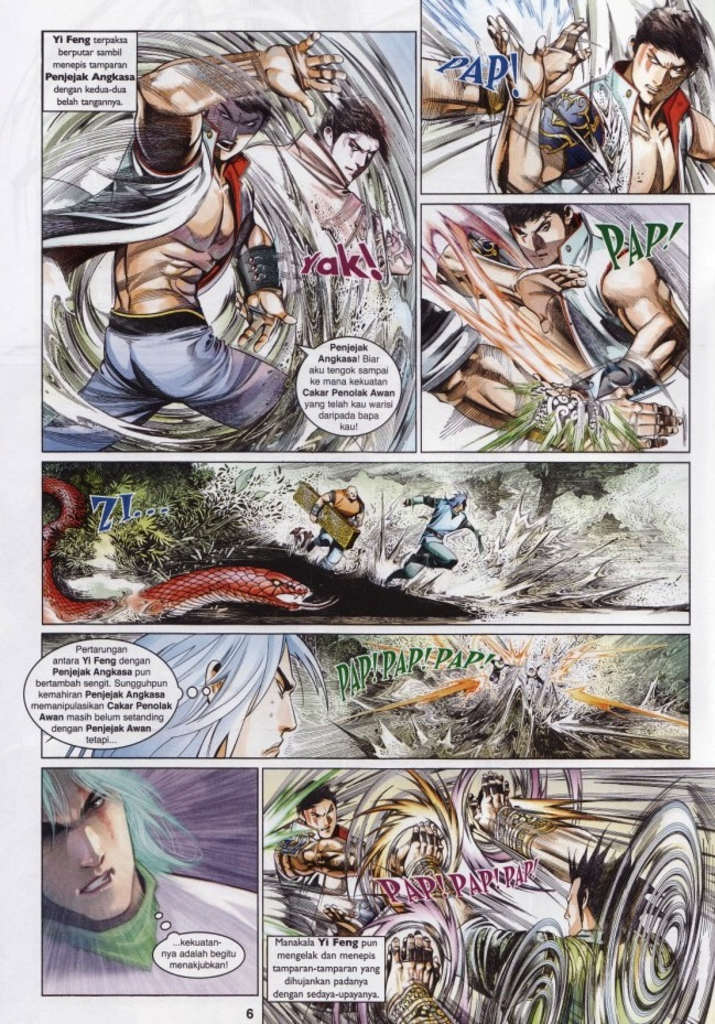 Yi Feng terpaksa
berputar sambil
menepis tamparan
Penjejak Angkasa
dengan kedua-dua
belah tangannya.
yak!
Penjejak
Angkasa! Biar
aku tengok sampai
ke mana kekuatan
Cakar Penolak Awan
yang telah kau warisi
daripada bapa
kau!
PAP!
PAP!
ZI...
Pertarungan
antara Yi Feng dengan
Penjejak Angkasa pun
bertambah sengit. Sungguhpun
kemahiran Penjejak Angkasa
memanipulasikan Cakar Penolak
Awan masih belum setanding
dengan Penjejak Awan
tetapi...
PAP! PAP! PAP!
...kekuatan-
nya adalah begitu
menakjubkan!
PAP! PAP! PAP!
Manakala Yi Feng pun
mengelak dan menepis
tamparan-tamparan yang
dihujankan padanya
dengan sedaya-upayanya.
6